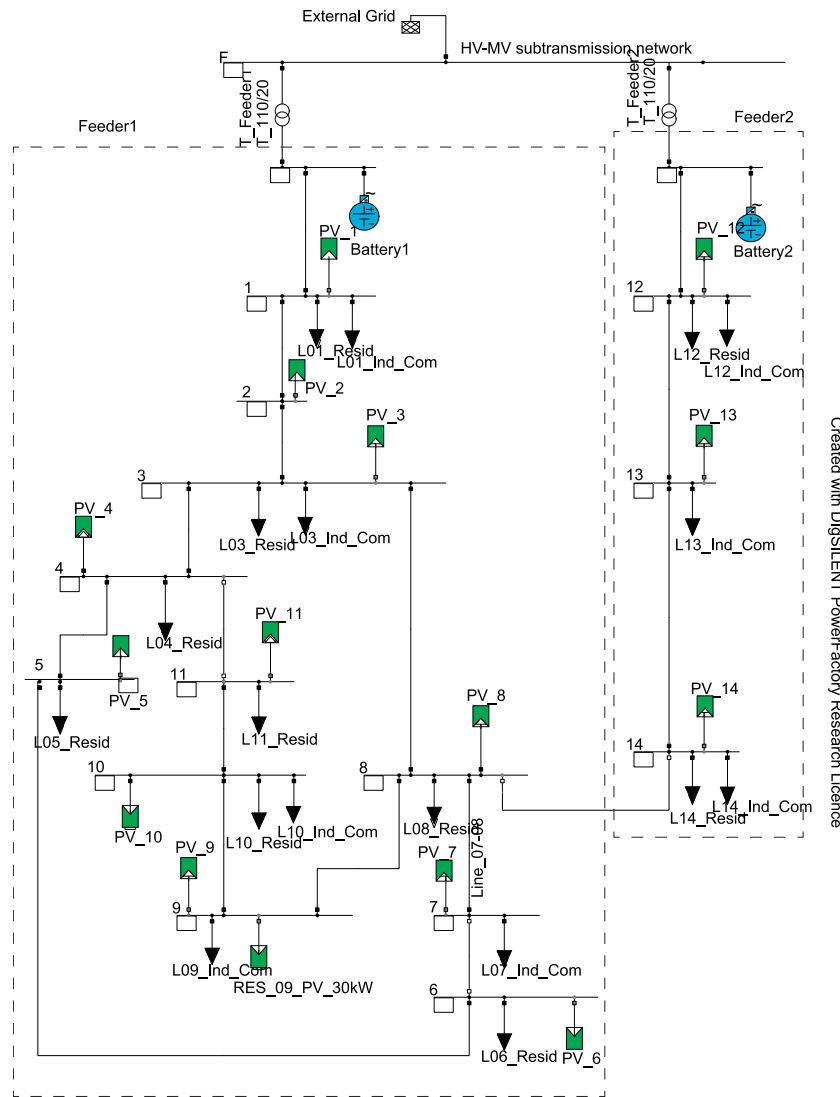 External Grid
HV-MV subtransmission network
F
T_Feeder1
T_110/20
T_Feeder2
T_110/20
Feeder1
Feeder2
~
~
PV_1
Battery1
PV_12
Battery2
1
12
L01_Resid
L01_Ind_Com
L12_Resid
L12_Ind_Com
PV_2
2
PV_3
PV_13
3
13
PV_4
L03_Resid
L03_Ind_Com
L13_Ind_Com
4
L04_Resid
PV_11
5
PV_5
11
L05_Resid
L11_Resid
PV_8
PV_14
10
8
14
PV_10
L10_Resid
L10_Ind_Com
L08_Resid
L14_Resid
L14_Ind_Com
PV_9
PV_7
Line_07-08
9
7
L09_Ind_Com
RES_09_PV_30kW
L07_Ind_Com
6
L06_Resid
PV_6
Created with DIgSILENT PowerFactory Research Licence